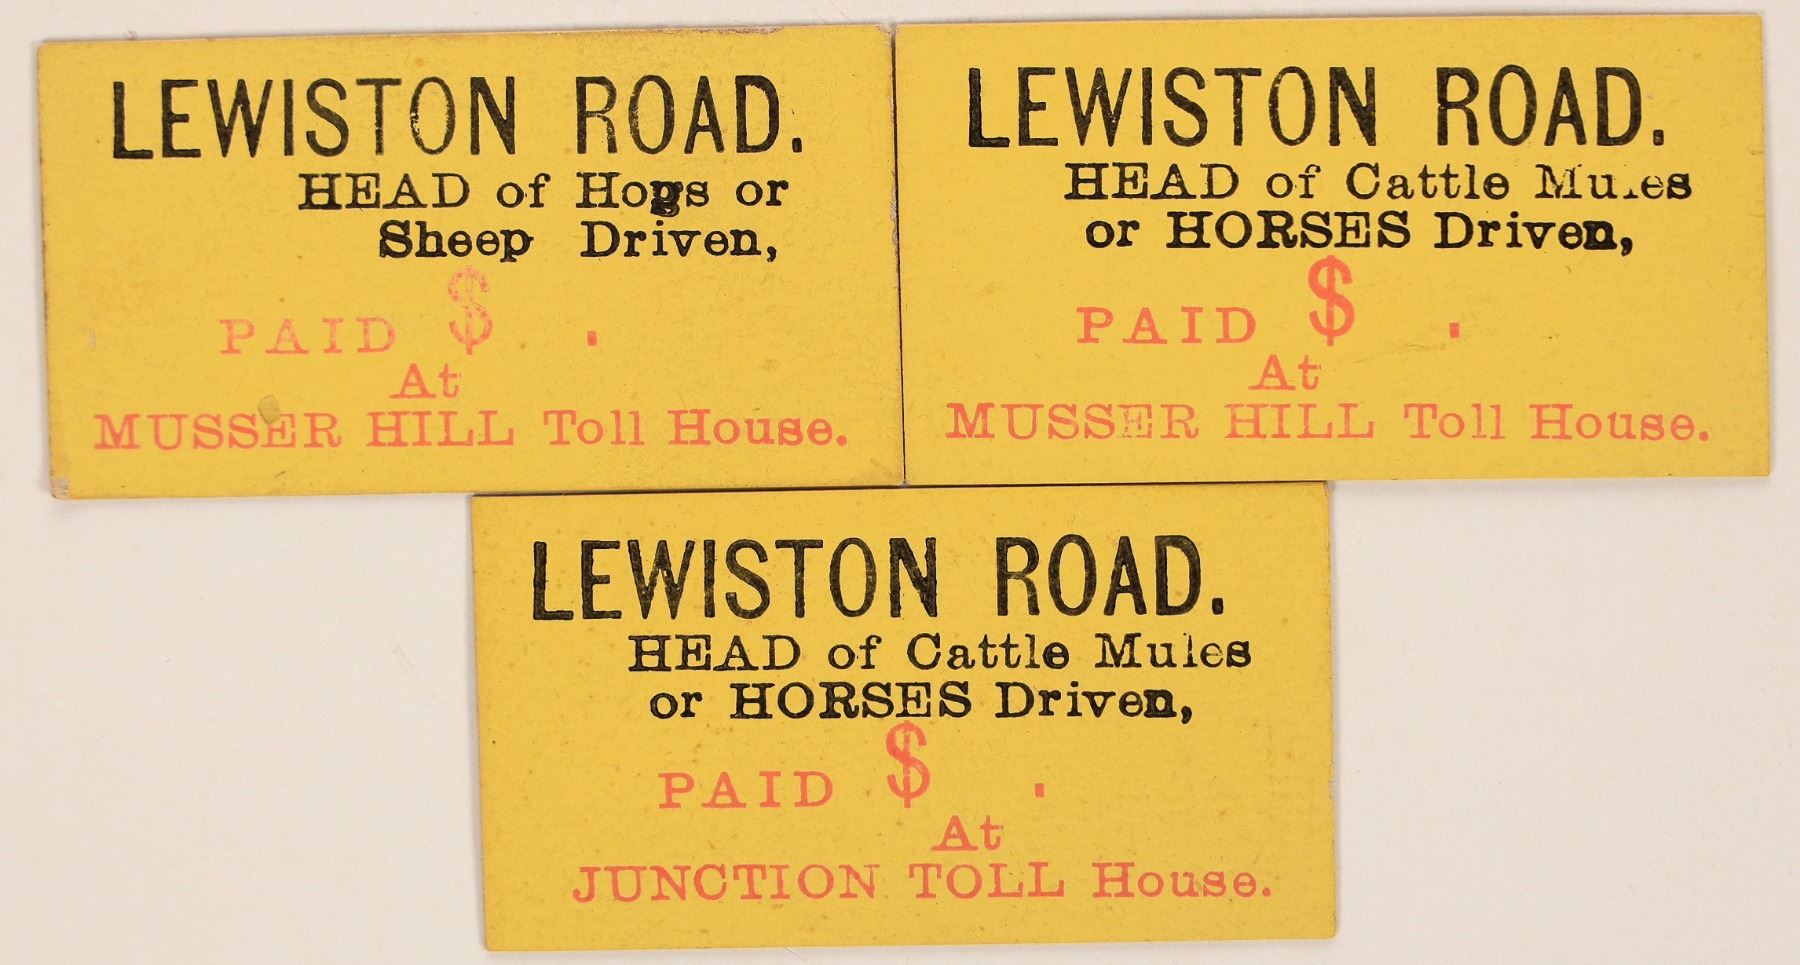 LEWISTON ROAD.
HEAD of Hogs or
Sheep Driven,
PAID $ .
At
MUSSER HILL Toll House.
LEWISTON ROAD.
HEAD of Cattle Mules
or HORSES Driven,
PAID $ .
At
MUSSER HILL Toll House.
LEWISTON ROAD.
HEAD of Cattle Mules
or HORSES Driven,
PAID $ .
At
JUNCTION TOLL House.